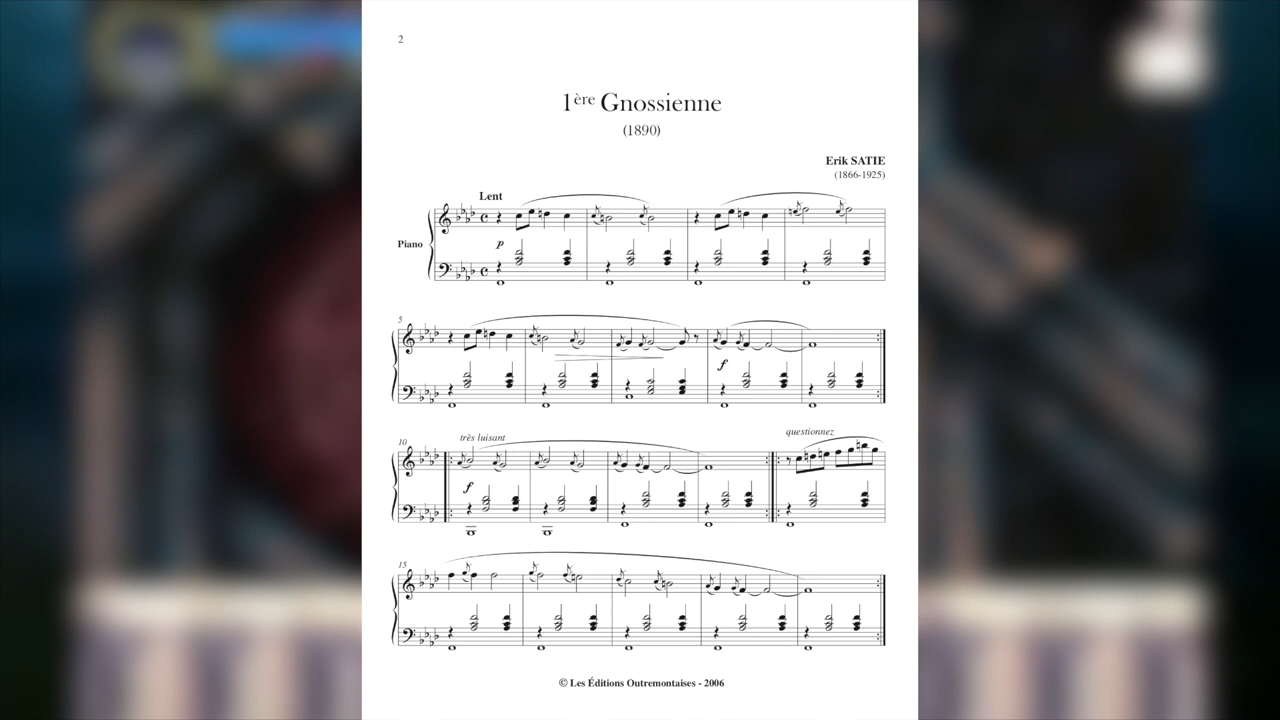 2
1ère Gnossienne
(1890)
Erik SATIE
(1866-1925)
Lent
Piano
p
5
f
10
très luisant
questionnez
f
15
© Les Éditions Outremontaises - 2006